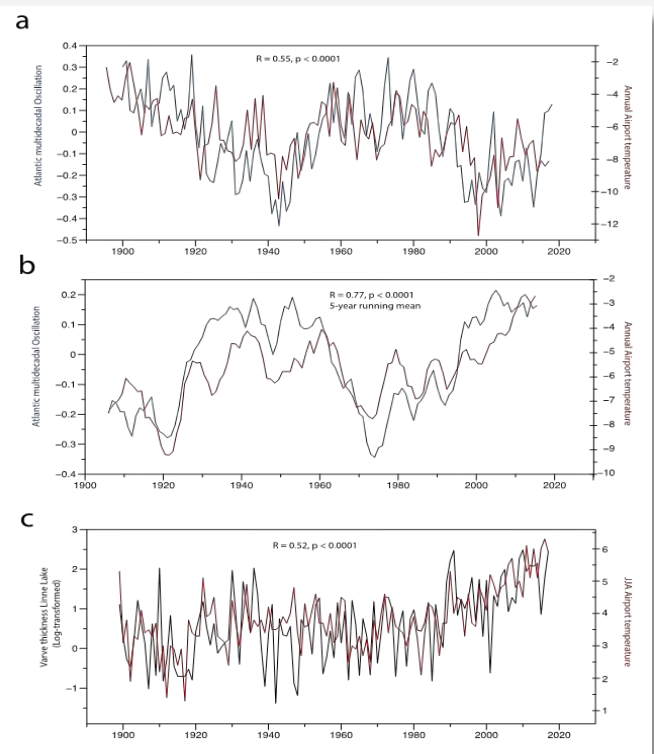 a
R = 0.55, p < 0.0001
Atlantic multidecadal Oscillation
0.4
0.3
0.2
0.1
0
−0.1
−0.2
−0.3
−0.4
−0.5
−2
−4
−6
−8
−10
−12
Annual Airport temperature
1900 1920 1940 1960 1980 2000 2020
b
R = 0.77, p < 0.0001
5-year running mean
Atlantic multidecadal Oscillation
0.2
0.1
0
−0.1
−0.2
−0.3
−0.4
−2
−3
−4
−5
−6
−7
−8
−9
−10
Annual Airport temperature
1900 1920 1940 1960 1980 2000 2020
c
R = 0.52, p < 0.0001
Varve thickness Linne Lake
(Log-transformed)
3
2
1
0
−1
6
5
4
3
2
1
JJA Airport temperature
1900 1920 1940 1960 1980 2000 2020